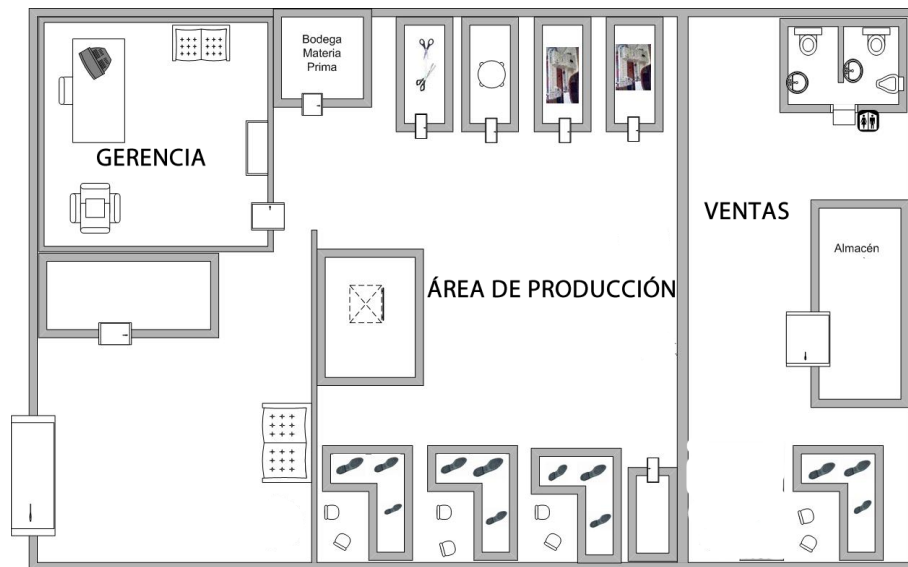 Bodega
Materia
Prima
GERENCIA
VENTAS
Almacén
ÁREA DE PRODUCCIÓN